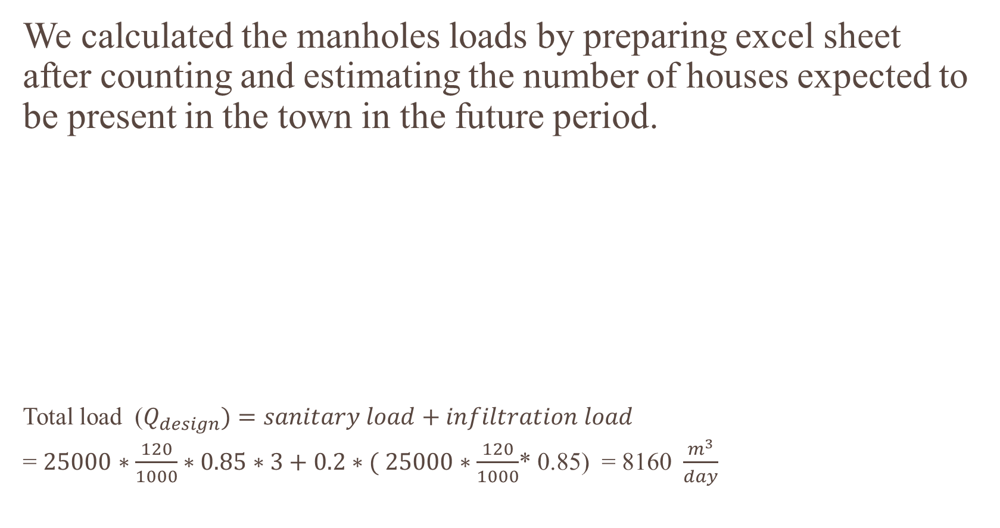 We calculated the manholes loads by preparing excel sheet
after counting and estimating the number of houses expected to
be present in the town in the future period.
Total load (Q_design) = sanitary load + infiltration load
= 25000 * 120/1000 * 0.85 * 3 + 0.2 * ( 25000 * 120/1000 * 0.85) = 8160 m³/day